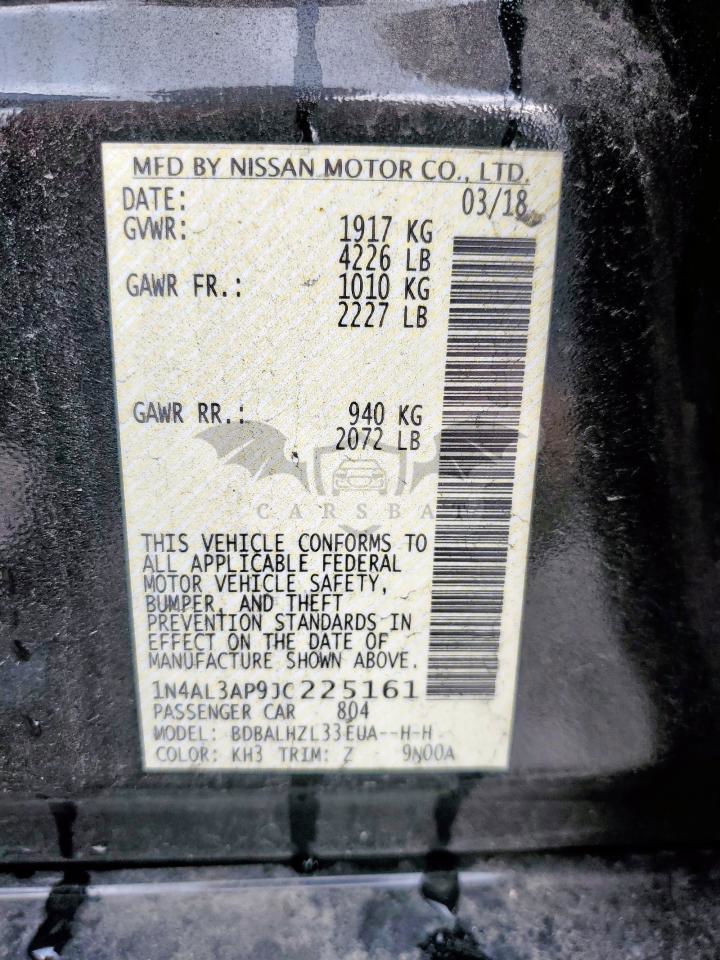 MFD BY NISSAN MOTOR CO., LTD.
DATE: 03/18
GVWR: 1917 KG
4226 LB
GAWR FR.: 1010 KG
2227 LB
GAWR RR.: 940 KG
2072 LB
CARSBAT
THIS VEHICLE CONFORMS TO
ALL APPLICABLE FEDERAL
MOTOR VEHICLE SAFETY,
BUMPER, AND THEFT
PREVENTION STANDARDS IN
EFFECT ON THE DATE OF
MANUFACTURE SHOWN ABOVE.
1N4AL3AP9JC225161
PASSENGER CAR 804
MODEL: BDBALHZL33EUA--H-H
COLOR: KH3 TRIM: Z 9N00A